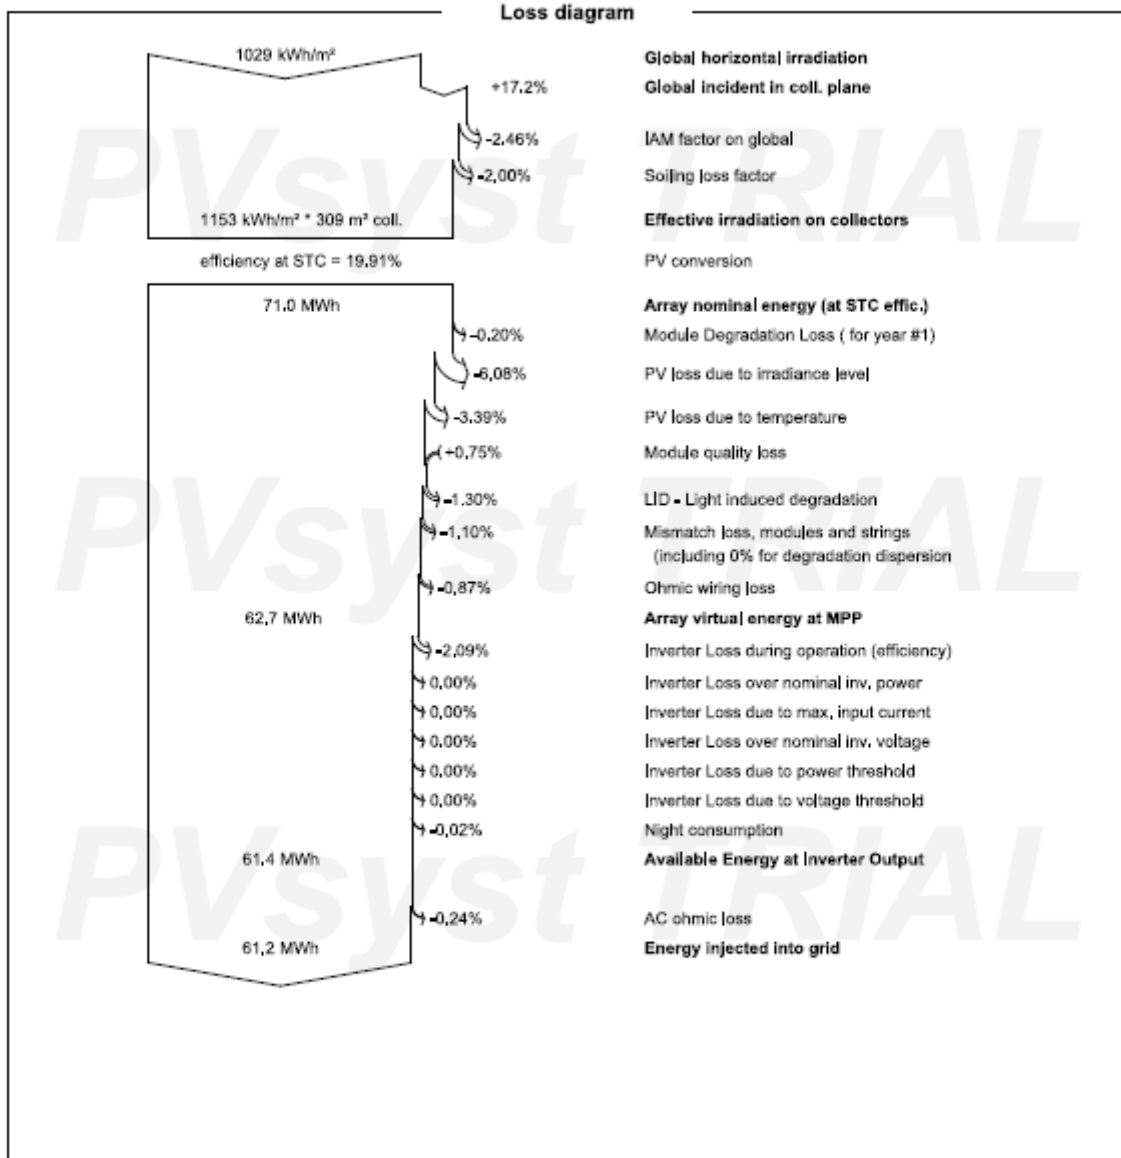 Loss diagram
1029 kWh/m² Global horizontal irradiation
+17.2% Global incident in coll. plane
-2.46% IAM factor on global
-2.00% Soiling loss factor
1153 kWh/m² * 309 m² coll. Effective irradiation on collectors
efficiency at STC = 19.91% PV conversion
71.0 MWh Array nominal energy (at STC effic.)
-0.20% Module Degradation Loss ( for year #1)
-6.08% PV loss due to irradiance level
-3.39% PV loss due to temperature
+0.75% Module quality loss
-1.30% LID - Light induced degradation
-1.10% Mismatch loss, modules and strings
(including 0% for degradation dispersion
-0.87% Ohmic wiring loss
62.7 MWh Array virtual energy at MPP
-2.09% Inverter Loss during operation (efficiency)
0.00% Inverter Loss over nominal inv. power
0.00% Inverter Loss due to max. input current
0.00% Inverter Loss over nominal inv. voltage
0.00% Inverter Loss due to power threshold
0.00% Inverter Loss due to voltage threshold
-0.02% Night consumption
61.4 MWh Available Energy at Inverter Output
-0.24% AC ohmic loss
61.2 MWh Energy injected into grid
PVsyst TRIAL
PVsyst TRIAL
PVsyst TRIAL